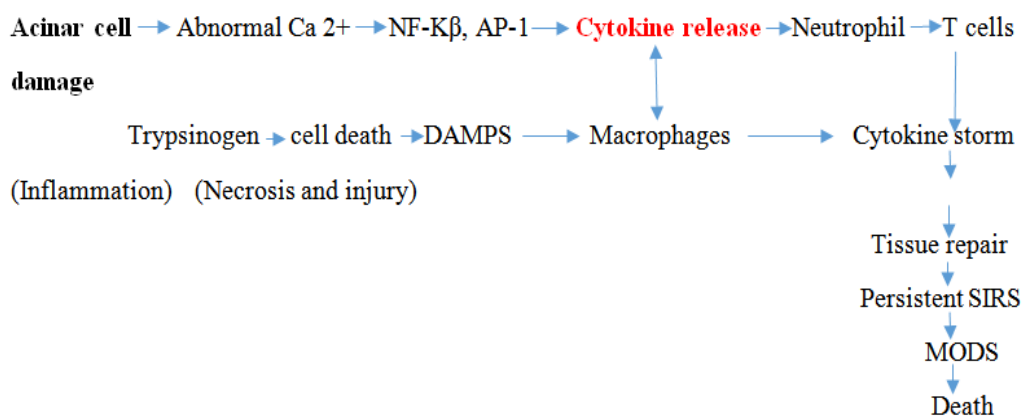 Acinar cell Abnormal Ca 2+ NF-Kβ, AP-1 Cytokine release Neutrophil T cells
damage
Trypsinogen cell death DAMPS Macrophages Cytokine storm
(Inflammation) (Necrosis and injury)
Tissue repair
Persistent SIRS
MODS
Death